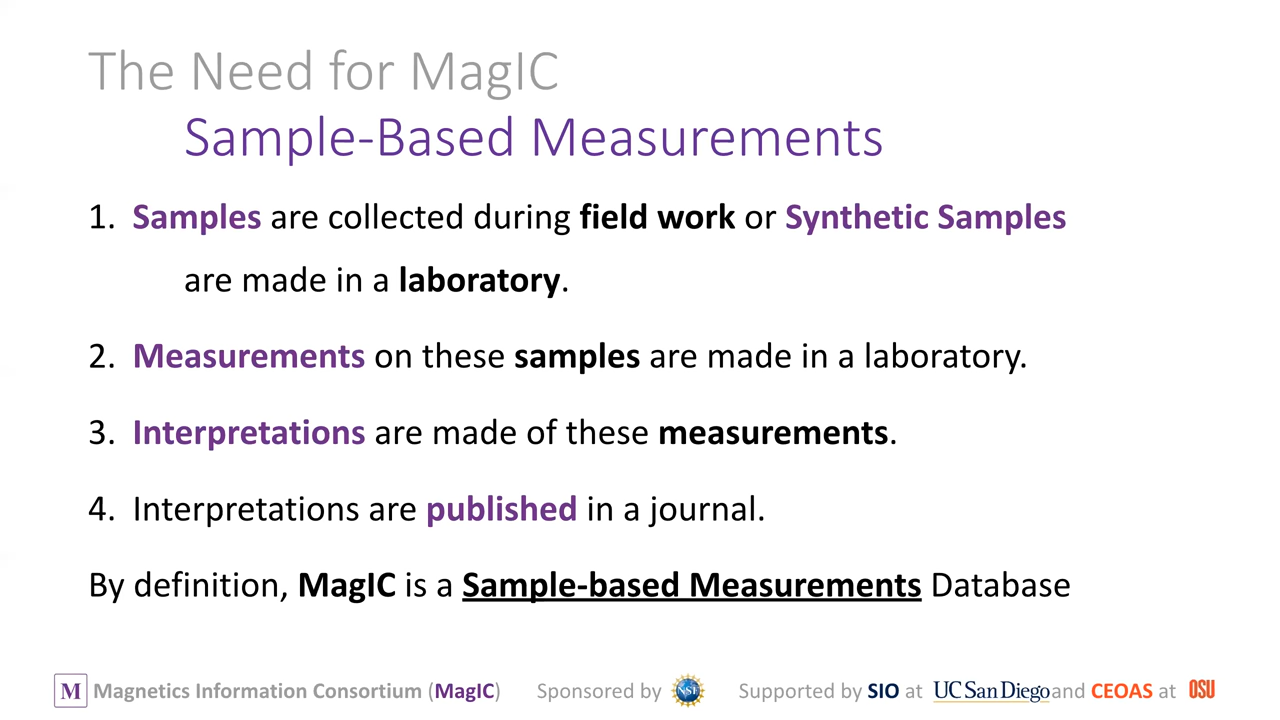 The Need for MagIC
Sample-Based Measurements
1. Samples are collected during field work or Synthetic Samples
are made in a laboratory.
2. Measurements on these samples are made in a laboratory.
3. Interpretations are made of these measurements.
4. Interpretations are published in a journal.
By definition, MagIC is a Sample-based Measurements Database
M Magnetics Information Consortium (MagIC) Sponsored by NSF Supported by SIO at UC San Diego and CEOAS at OSU